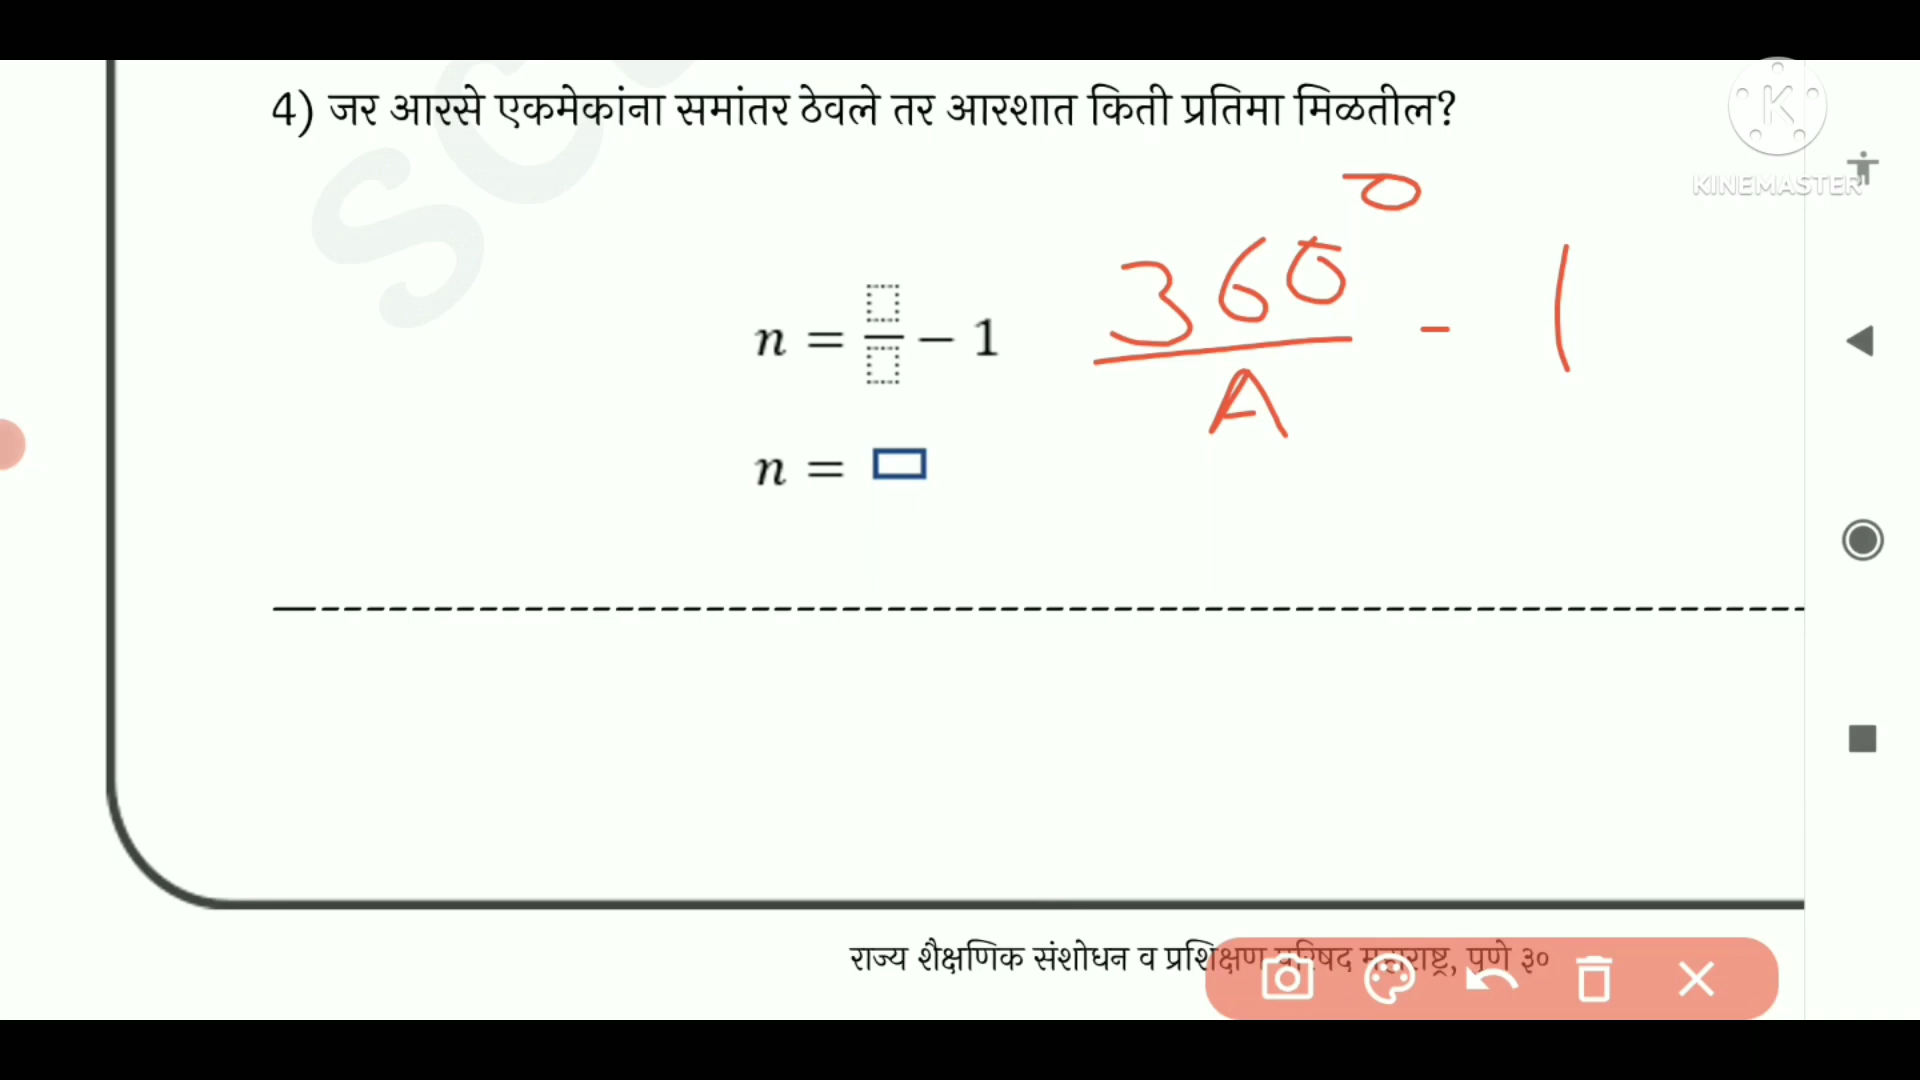 4) जर आरसे एकमेकांना समांतर ठेवले तर आरशात किती प्रतिमा मिळतील?
KINEMASTER
n = □/□ − 1
360° / A - 1
n = □
राज्य शैक्षणिक संशोधन व प्रशिक्षण परिषद महाराष्ट्र, पुणे ३०
SC